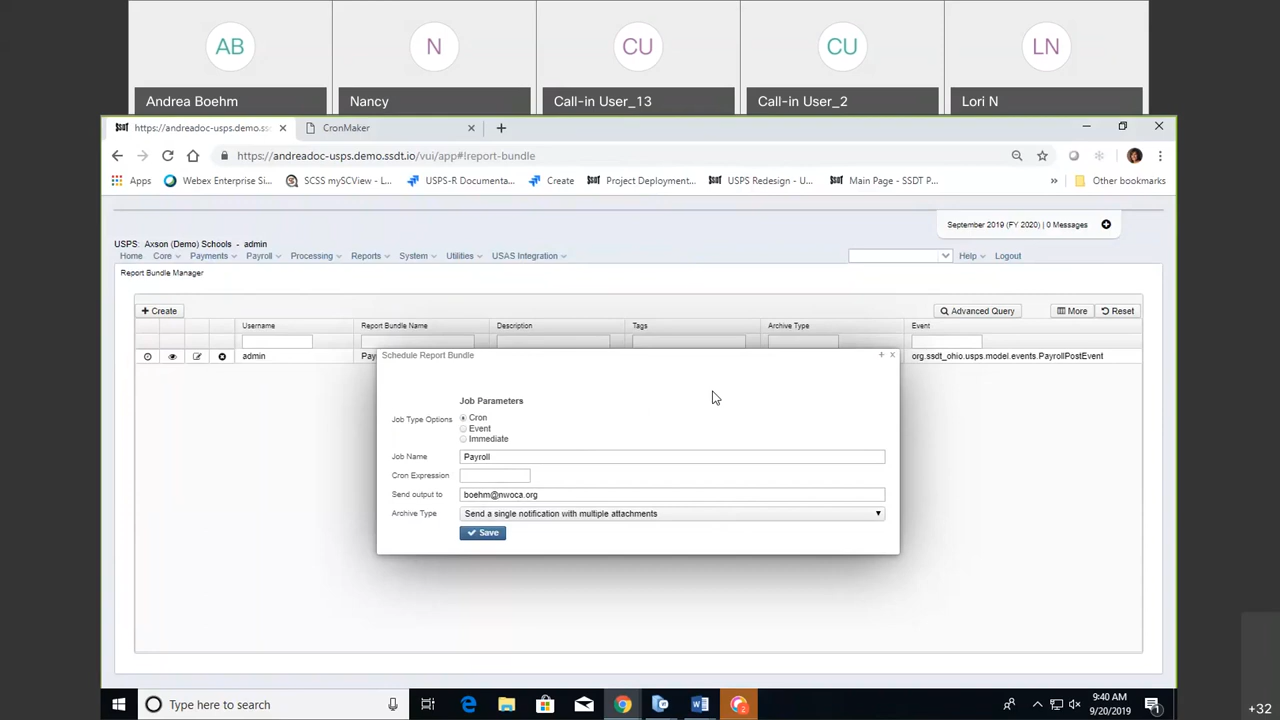 AB
N
CU
CU
LN
Andrea Boehm
Nancy
Call-in User_13
Call-in User_2
Lori N
https://andreadoc-usps.demo.ss
CronMaker
https://andreadoc-usps.demo.ssdt.io/vui/app#!report-bundle
Apps
Webex Enterprise Si...
SCSS mySCView - L...
USPS-R Documenta...
Create
Project Deployment...
USPS Redesign - U...
Main Page - SSDT P...
Other bookmarks
September 2019 (FY 2020) | 0 Messages
USPS: Axson (Demo) Schools - admin
Home Core Payments Payroll Processing Reports System Utilities USAS Integration Help Logout
Report Bundle Manager
Create Advanced Query More Reset
Username Report Bundle Name Description Tags Archive Type Event
admin Pay org.ssdt_ohio.usps.model.events.PayrollPostEvent
Schedule Report Bundle
Job Parameters
Job Type Options Cron
Event
Immediate
Job Name Payroll
Cron Expression
Send output to boehm@nwoca.org
Archive Type Send a single notification with multiple attachments
Save
Type here to search
9:40 AM
9/20/2019
+32